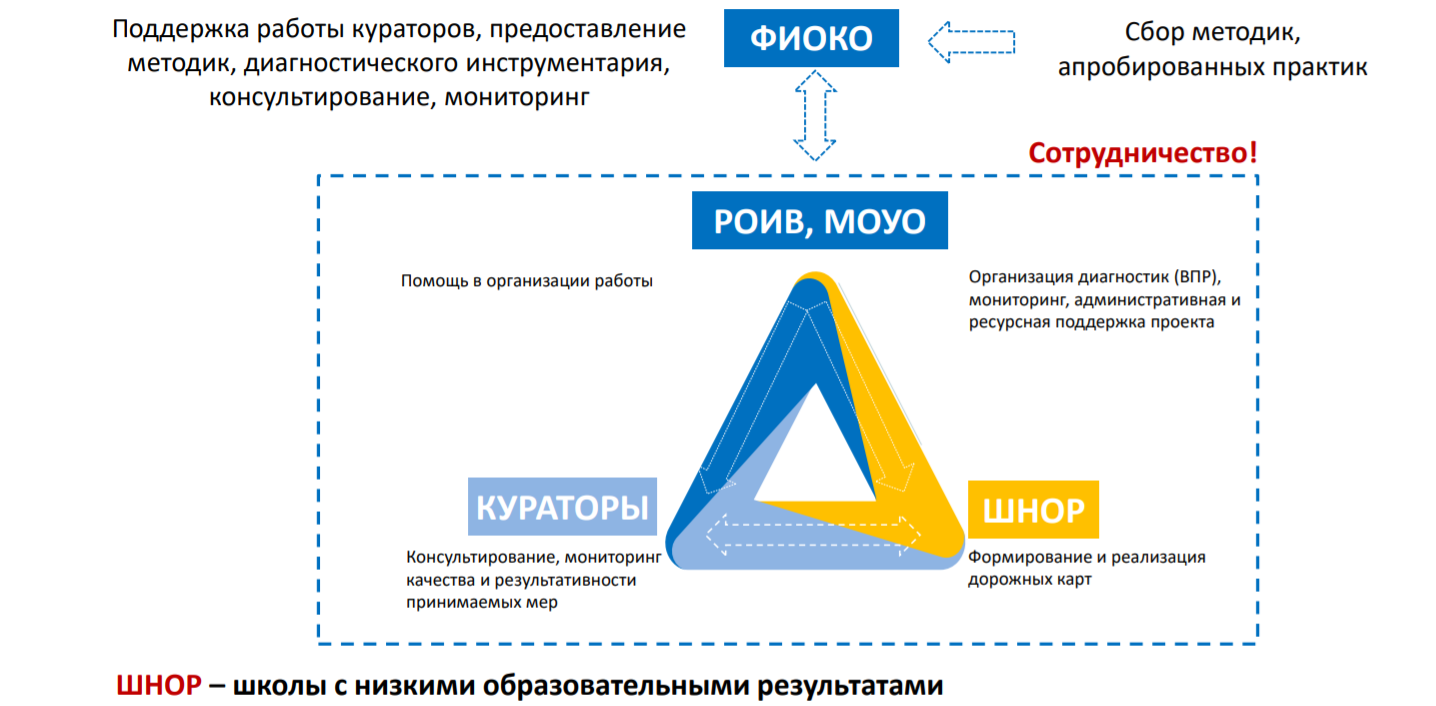 Поддержка работы кураторов, предоставление
методик, диагностического инструментария,
консультирование, мониторинг
ФИОКО
Сбор методик,
апробированных практик
Сотрудничество!
РОИВ, МОУО
Помощь в организации работы
Организация диагностик (ВПР),
мониторинг, административная и
ресурсная поддержка проекта
КУРАТОРЫ
Консультирование, мониторинг
качества и результативности
принимаемых мер
ШНОР
Формирование и реализация
дорожных карт
ШНОР – школы с низкими образовательными результатами